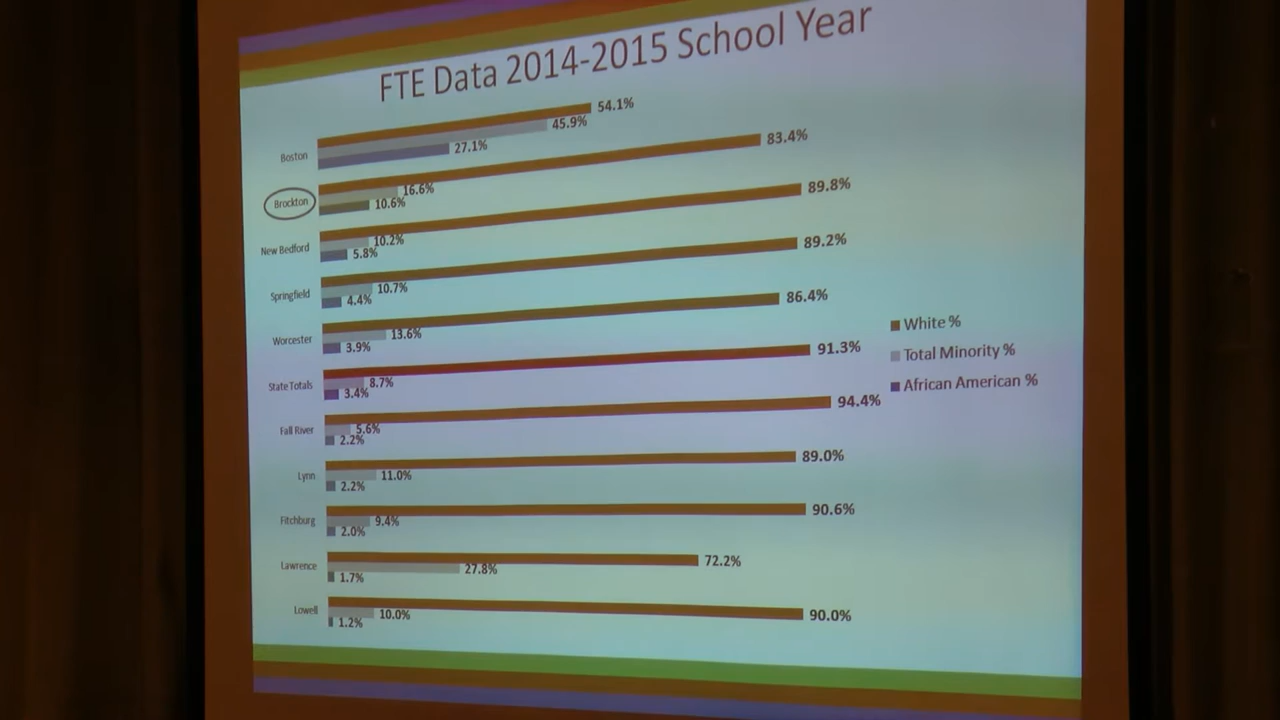 FTE Data 2014-2015 School Year
Boston
54.1%
45.9%
27.1%
Brockton
83.4%
16.6%
10.6%
New Bedford
89.8%
10.2%
5.8%
Springfield
89.2%
10.7%
4.4%
Worcester
86.4%
13.6%
3.9%
State Totals
91.3%
8.7%
3.4%
Fall River
94.4%
5.6%
2.2%
Lynn
89.0%
11.0%
2.2%
Fitchburg
90.6%
9.4%
2.0%
Lawrence
72.2%
27.8%
1.7%
Lowell
90.0%
10.0%
1.2%
White %
Total Minority %
African American %